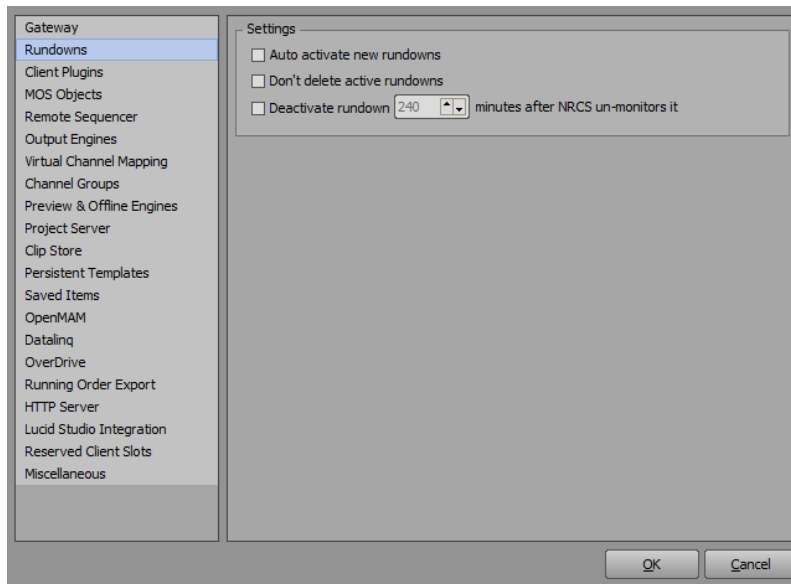 Gateway
Rundowns
Client Plugins
MOS Objects
Remote Sequencer
Output Engines
Virtual Channel Mapping
Channel Groups
Preview & Offline Engines
Project Server
Clip Store
Persistent Templates
Saved Items
OpenMAM
Datalinq
OverDrive
Running Order Export
HTTP Server
Lucid Studio Integration
Reserved Client Slots
Miscellaneous
Settings
Auto activate new rundowns
Don't delete active rundowns
Deactivate rundown 240 minutes after NRCS un-monitors it
OK Cancel